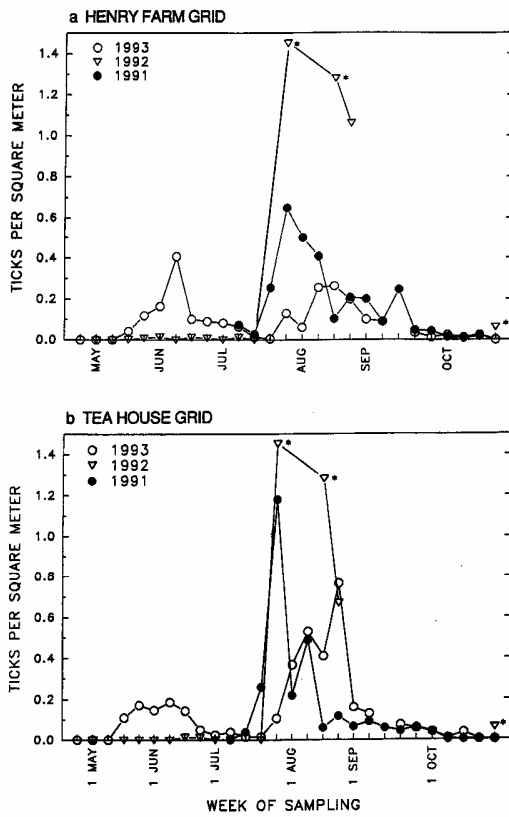 a HENRY FARM GRID
1.4
1.2
1.0
0.8
0.6
0.4
0.2
0.0
TICKS PER SQUARE METER
○ 1993
▽ 1992
● 1991
*
*
*
MAY
JUN
JUL
AUG
SEP
OCT
b TEA HOUSE GRID
1.4
1.2
1.0
0.8
0.6
0.4
0.2
0.0
TICKS PER SQUARE METER
○ 1993
▽ 1992
● 1991
*
*
*
1 MAY
1 JUN
1 JUL
1 AUG
1 SEP
1 OCT
WEEK OF SAMPLING